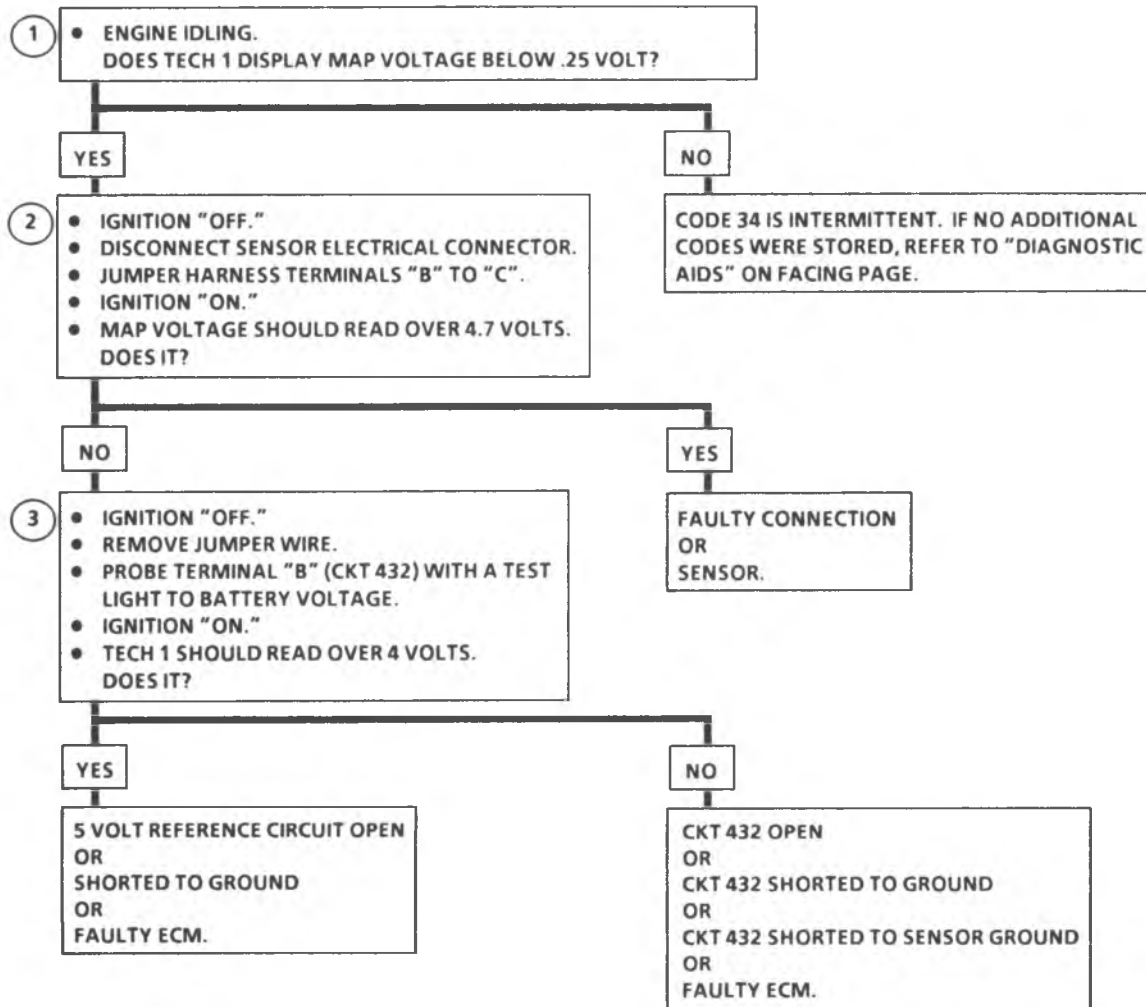 1
• ENGINE IDLING.
DOES TECH 1 DISPLAY MAP VOLTAGE BELOW .25 VOLT?
YES
NO
2
• IGNITION "OFF."
• DISCONNECT SENSOR ELECTRICAL CONNECTOR.
• JUMPER HARNESS TERMINALS "B" TO "C".
• IGNITION "ON."
• MAP VOLTAGE SHOULD READ OVER 4.7 VOLTS.
DOES IT?
CODE 34 IS INTERMITTENT. IF NO ADDITIONAL
CODES WERE STORED, REFER TO "DIAGNOSTIC
AIDS" ON FACING PAGE.
NO
YES
3
• IGNITION "OFF."
• REMOVE JUMPER WIRE.
• PROBE TERMINAL "B" (CKT 432) WITH A TEST
LIGHT TO BATTERY VOLTAGE.
• IGNITION "ON."
• TECH 1 SHOULD READ OVER 4 VOLTS.
DOES IT?
FAULTY CONNECTION
OR
SENSOR.
YES
NO
5 VOLT REFERENCE CIRCUIT OPEN
OR
SHORTED TO GROUND
OR
FAULTY ECM.
CKT 432 OPEN
OR
CKT 432 SHORTED TO GROUND
OR
CKT 432 SHORTED TO SENSOR GROUND
OR
FAULTY ECM.